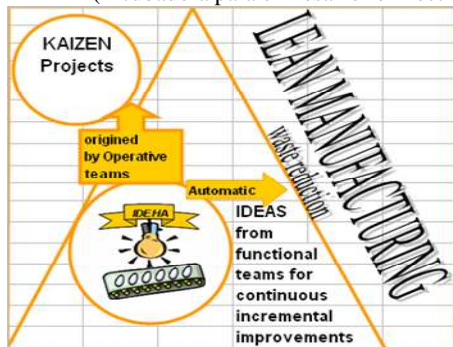 KAIZEN
Projects
origined
by Operative
teams
Automatic
IDEHA
IDEAS
from
functional
teams for
continuous
incremental
improvements
waste reduction
LEAN MANUFACTURING